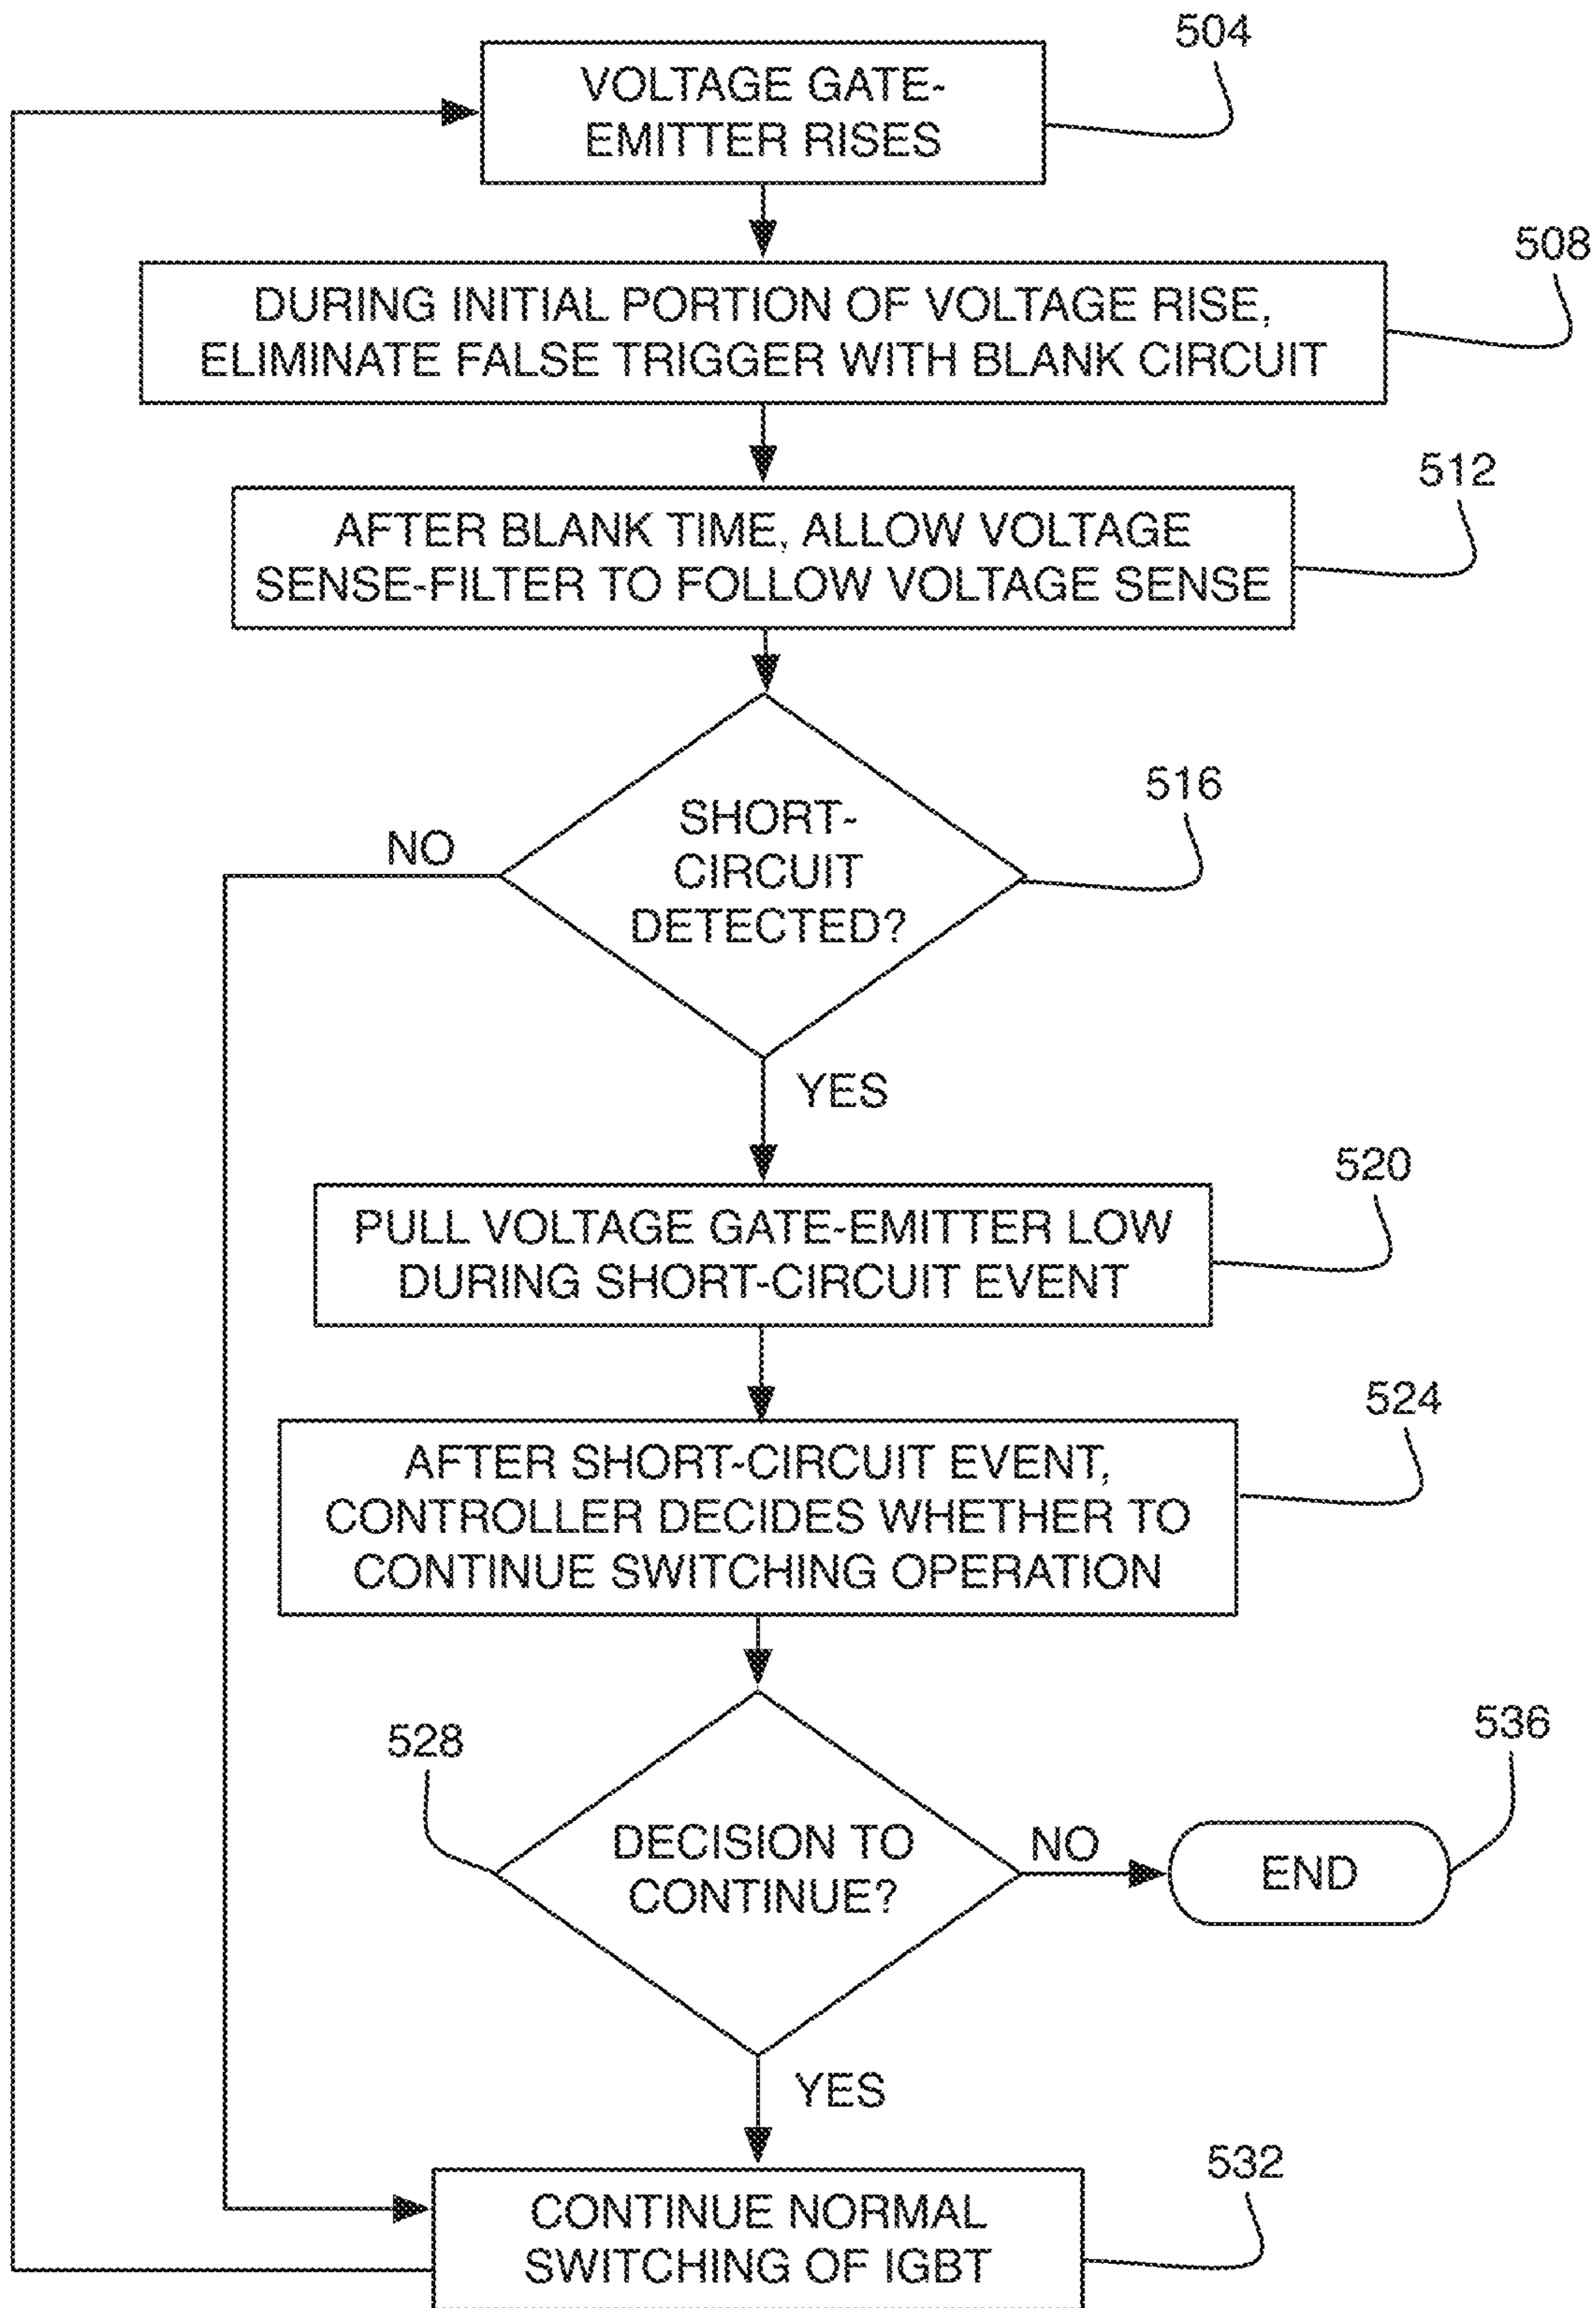 504
VOLTAGE GATE-
EMITTER RISES
508
DURING INITIAL PORTION OF VOLTAGE RISE,
ELIMINATE FALSE TRIGGER WITH BLANK CIRCUIT
512
AFTER BLANK TIME, ALLOW VOLTAGE
SENSE-FILTER TO FOLLOW VOLTAGE SENSE
516
SHORT-
CIRCUIT
DETECTED?
NO
YES
520
PULL VOLTAGE GATE-EMITTER LOW
DURING SHORT-CIRCUIT EVENT
524
AFTER SHORT-CIRCUIT EVENT,
CONTROLLER DECIDES WHETHER TO
CONTINUE SWITCHING OPERATION
528
DECISION TO
CONTINUE?
NO
536
END
YES
532
CONTINUE NORMAL
SWITCHING OF IGBT